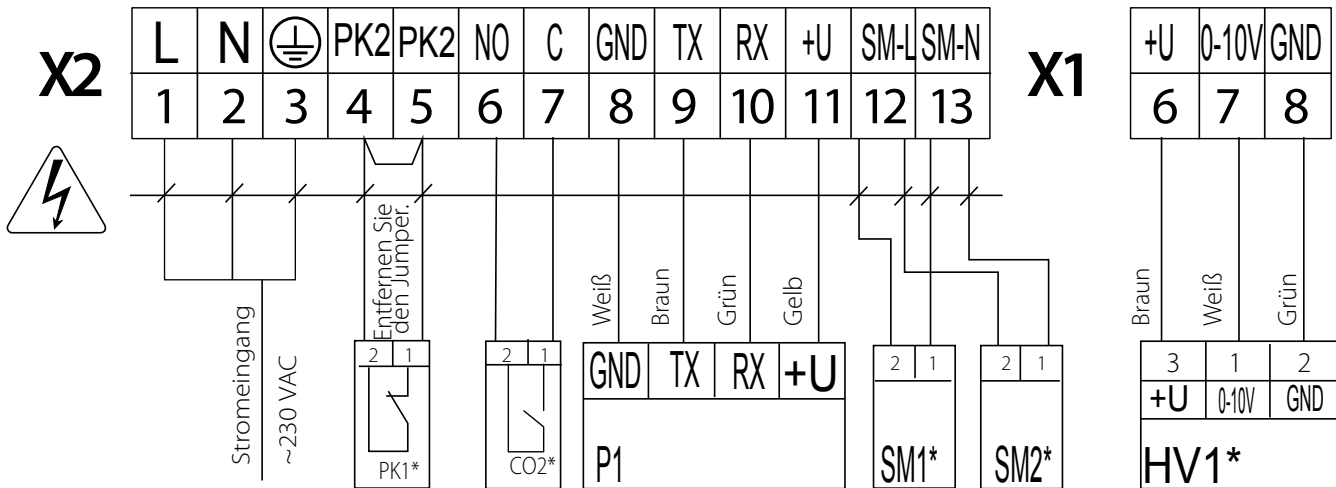 X2
L N PK2 PK2 NO C GND TX RX +U SM-L SM-N
1 2 3 4 5 6 7 8 9 10 11 12 13
X1
+U 0-10V GND
6 7 8
Stromeingang
~230 VAC
Entfernen Sie
den Jumper.
Weiß
Braun
Grün
Gelb
Braun
Weiß
Grün
2 1
PK1*
2 1
CO2*
GND TX RX +U
P1
2 1
SM1*
2 1
SM2*
3 1 2
+U 0-10V GND
HV1*